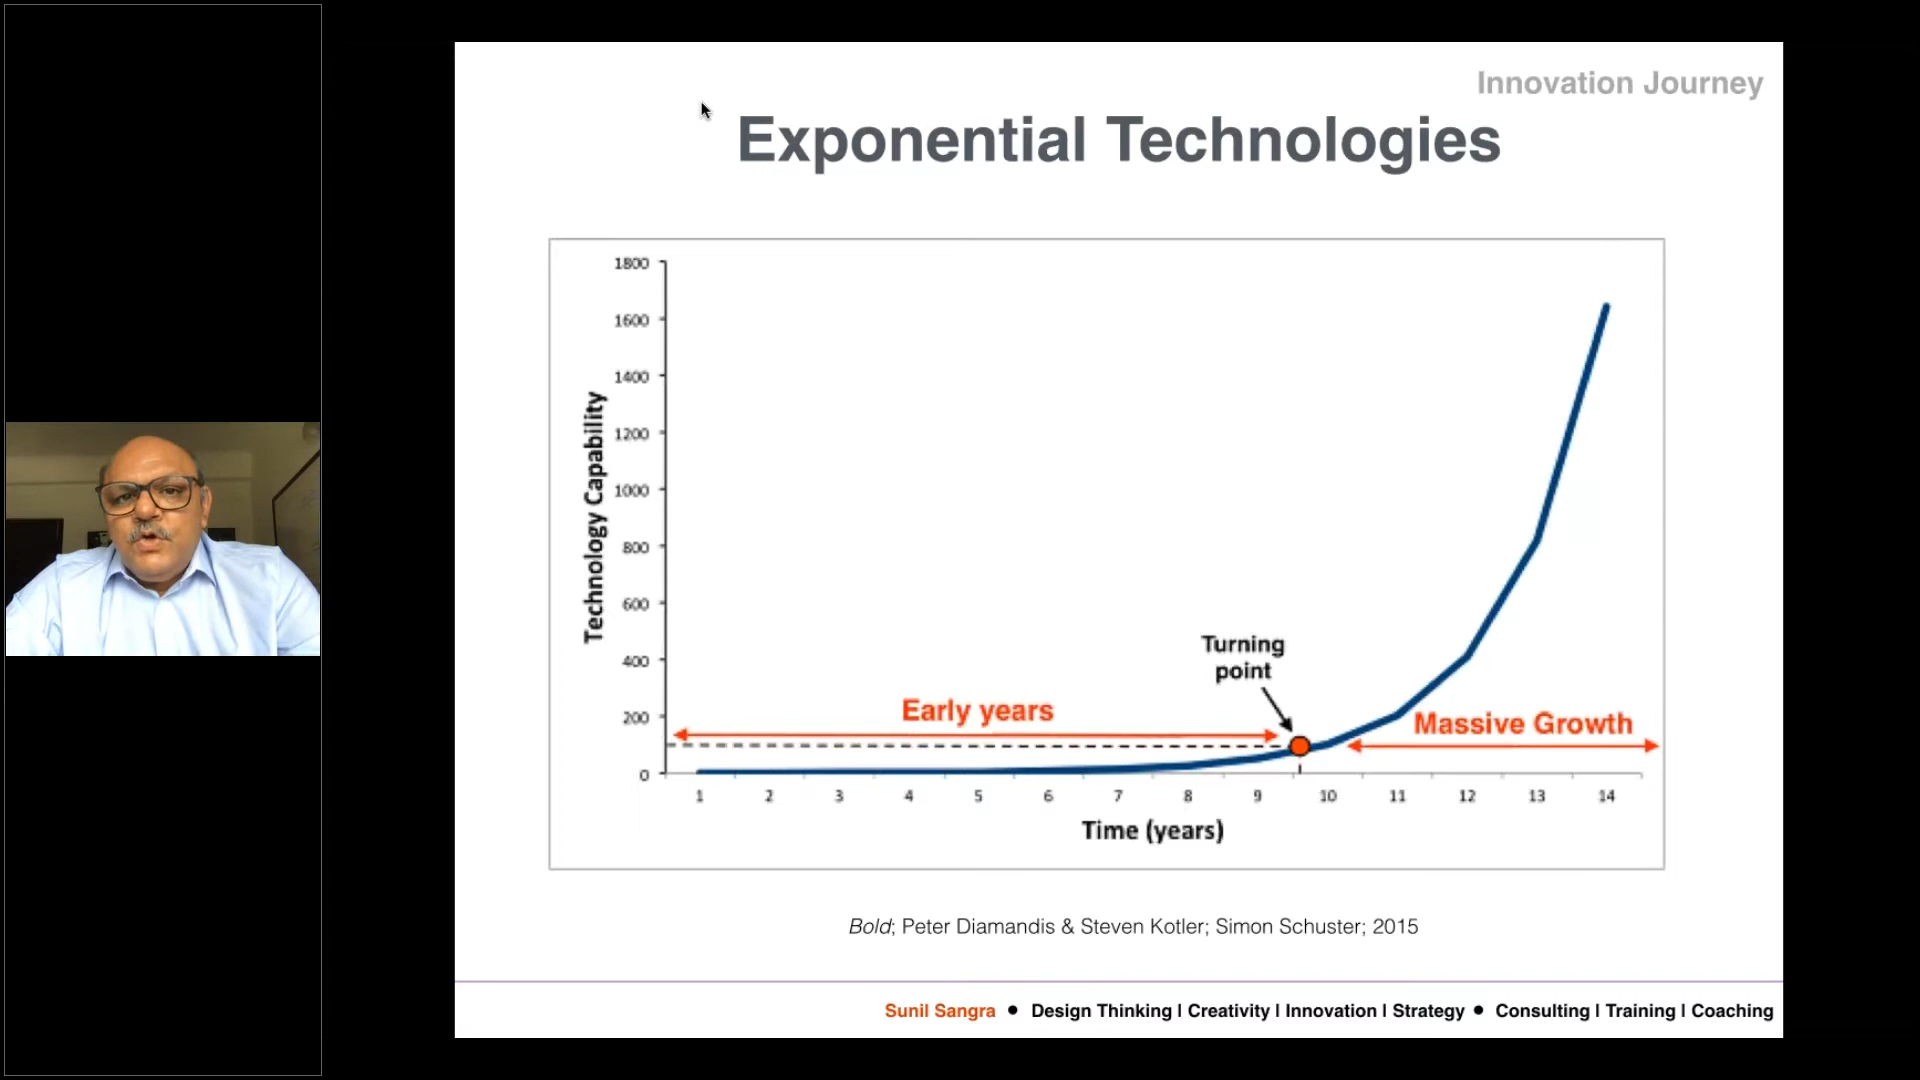 Innovation Journey
Exponential Technologies
1800
1600
1400
1200
1000
800
600
400
200
0
Technology Capability
Turning
point
Early years
Massive Growth
1 2 3 4 5 6 7 8 9 10 11 12 13 14
Time (years)
Bold; Peter Diamandis & Steven Kotler; Simon Schuster; 2015
Sunil Sangra ● Design Thinking | Creativity | Innovation | Strategy ● Consulting | Training | Coaching